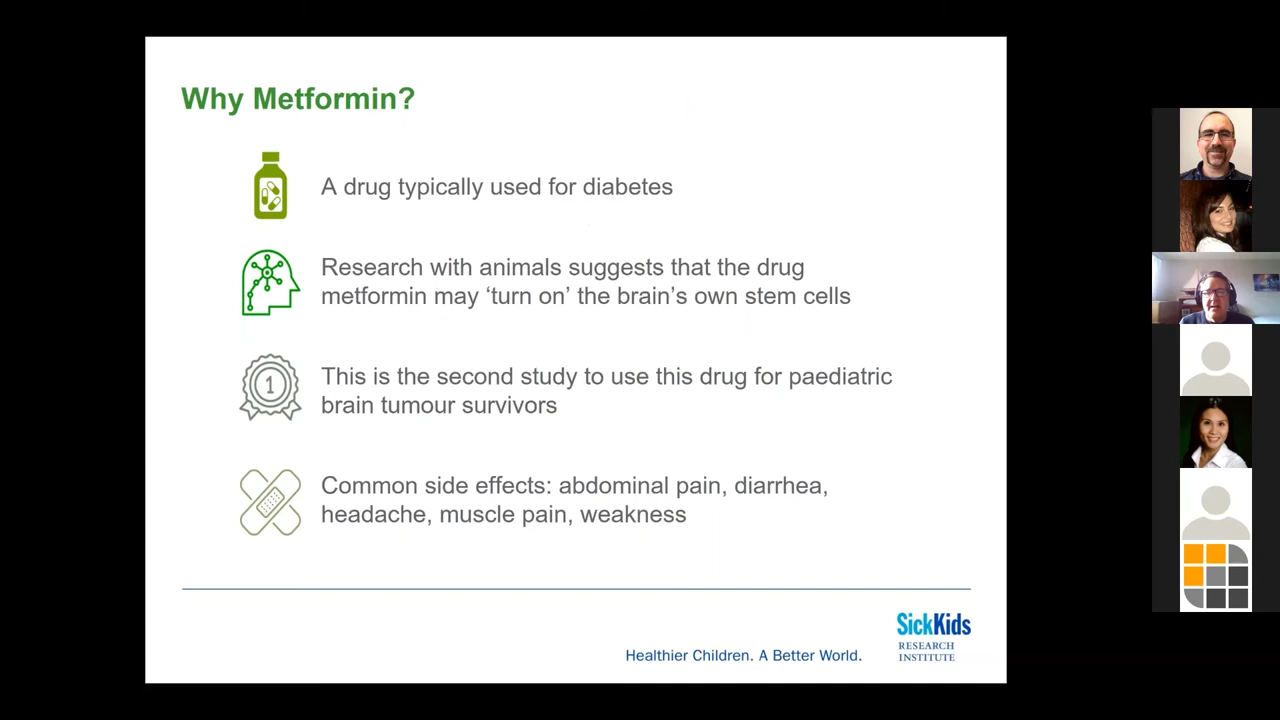 Why Metformin?
A drug typically used for diabetes
Research with animals suggests that the drug
metformin may ‘turn on’ the brain’s own stem cells
1
This is the second study to use this drug for paediatric
brain tumour survivors
Common side effects: abdominal pain, diarrhea,
headache, muscle pain, weakness
SickKids
RESEARCH
INSTITUTE
Healthier Children. A Better World.